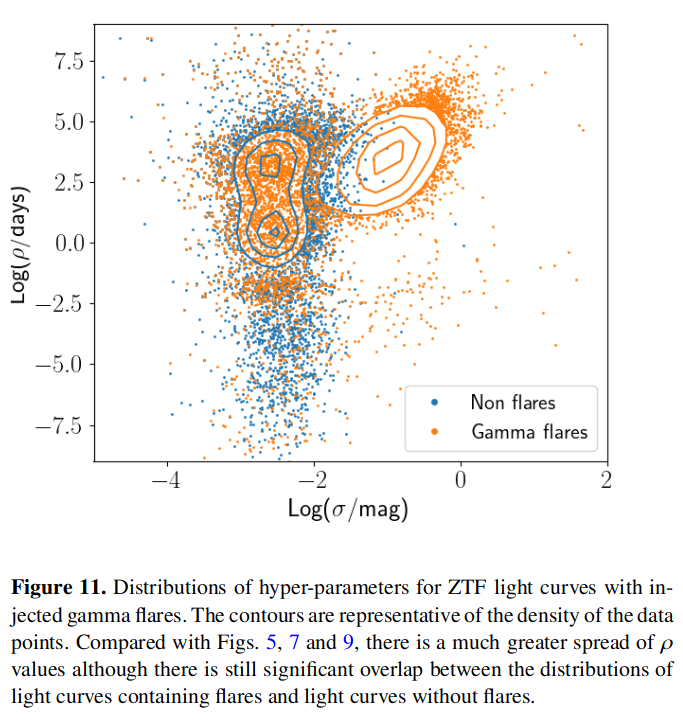 7.5
5.0
2.5
0.0
−2.5
−5.0
−7.5
Log(ρ/days)
−4
−2
0
2
Log(σ/mag)
Non flares
Gamma flares
Figure 11. Distributions of hyper-parameters for ZTF light curves with in-
jected gamma flares. The contours are representative of the density of the data
points. Compared with Figs. 5, 7 and 9, there is a much greater spread of ρ
values although there is still significant overlap between the distributions of
light curves containing flares and light curves without flares.